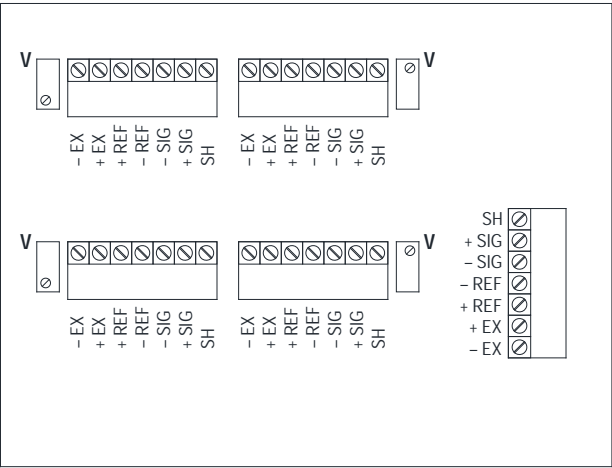 V V
– EX + EX + REF – REF – SIG + SIG SH
– EX + EX + REF – REF – SIG + SIG SH
V V
– EX + EX + REF – REF – SIG + SIG SH
– EX + EX + REF – REF – SIG + SIG SH
SH
+ SIG
– SIG
– REF
+ REF
+ EX
– EX